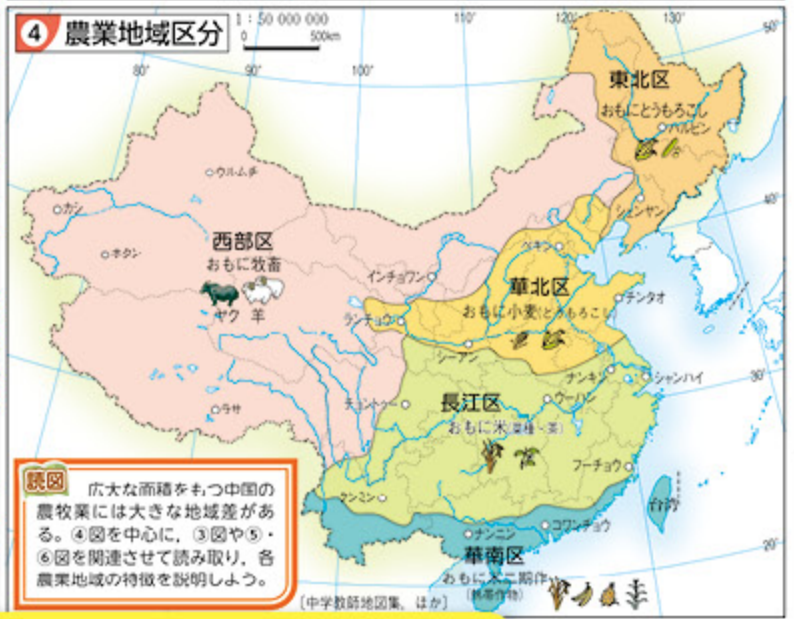 ④ 農業地域区分
1：50 000 000
0 500km
80°
90°
100°
110°
120°
130°
50°
40°
30°
20°
東北区
おもにとうもろこし
ハルビン
シェンヤン
ウルムチ
カシ
ホタン
西部区
おもに牧畜
ヤク 羊
インチョワン
ランチョウ
ペキン
華北区
おもに小麦(とうもろこし)
チンタオ
シーアン
ナンキン
シャンハイ
長江区
おもに米(菜種・茶)
チョントゥー
ウーハン
ラサ
フーチョウ
クンミン
台湾
ナンニン
コワンチョウ
華南区
おもに米二期作
(熱帯作物)
読図
広大な面積をもつ中国の
農牧業には大きな地域差があ
る。④図を中心に，③図や⑤・
⑥図を関連させて読み取り，各
農業地域の特徴を説明しよう。
〔中学教師地図集，ほか〕